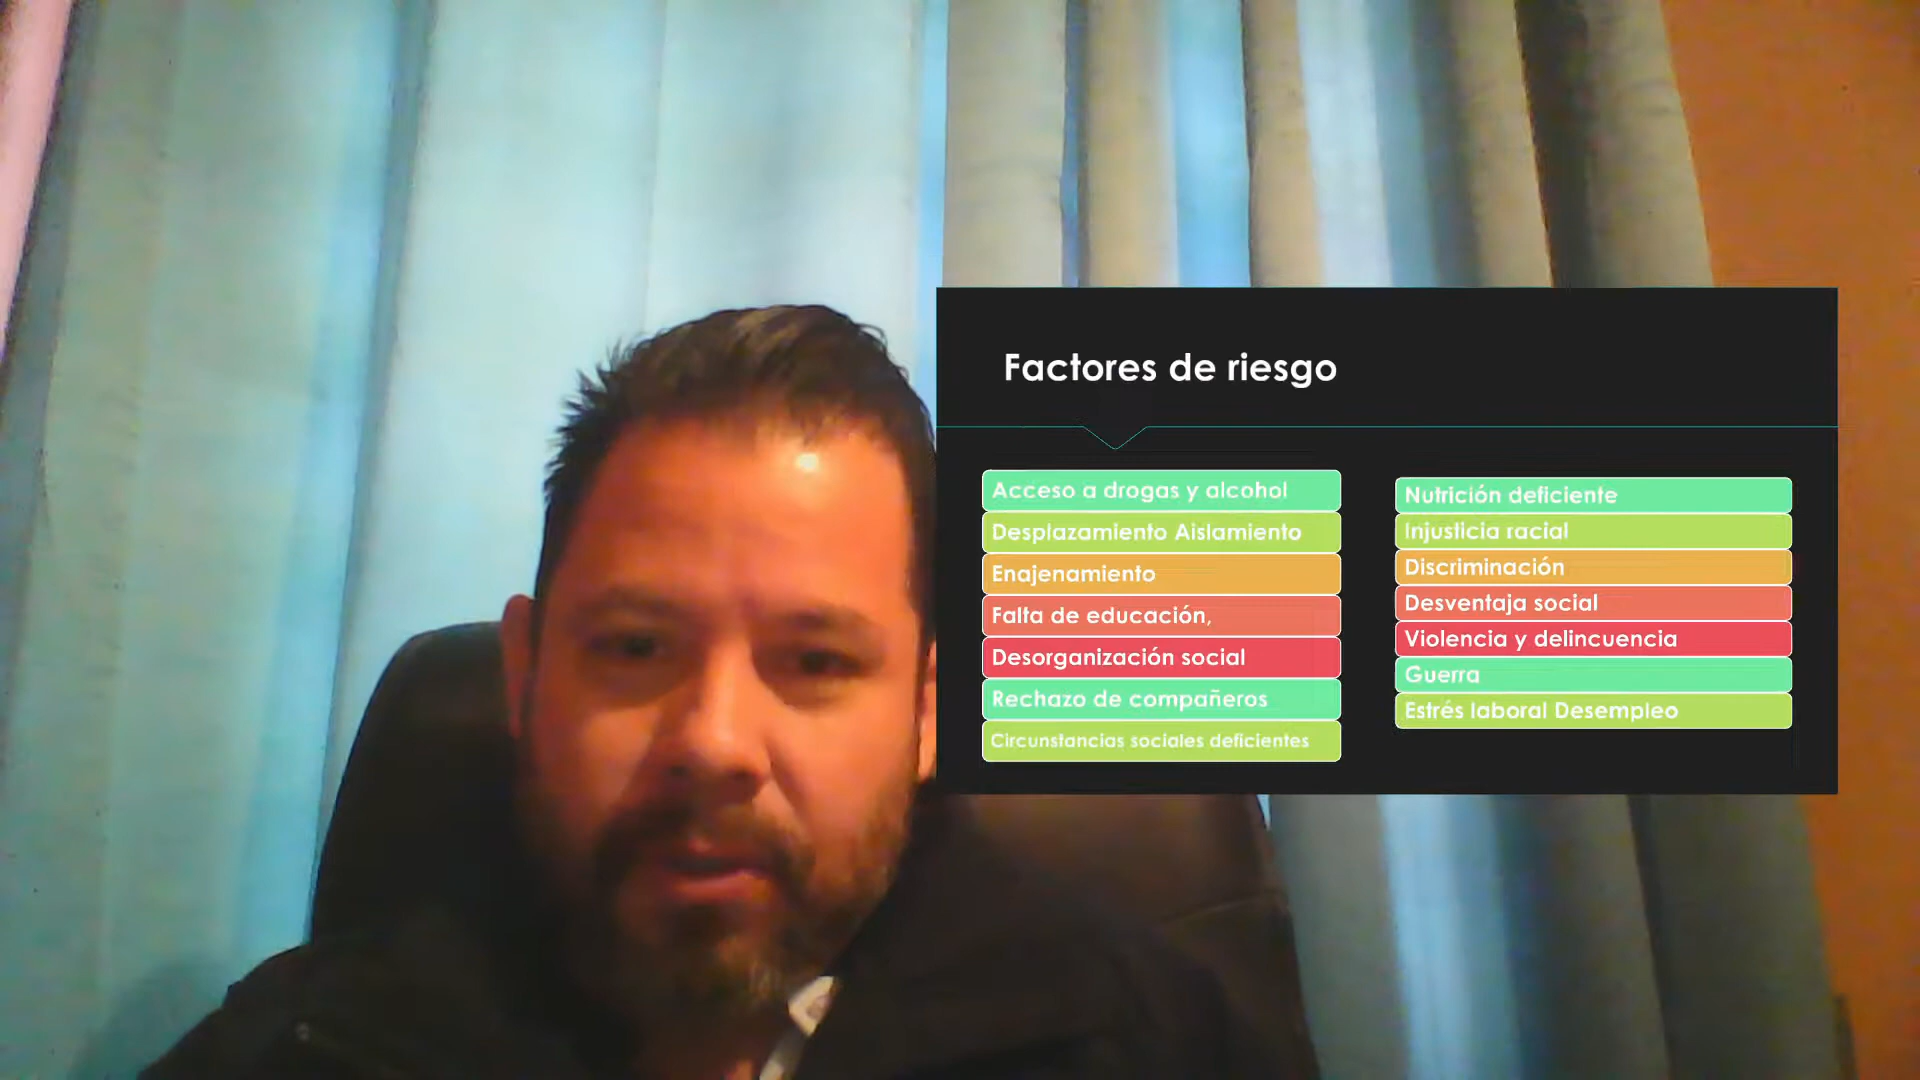 Factores de riesgo
Acceso a drogas y alcohol
Desplazamiento Aislamiento
Enajenamiento
Falta de educación,
Desorganización social
Rechazo de compañeros
Circunstancias sociales deficientes
Nutrición deficiente
Injusticia racial
Discriminación
Desventaja social
Violencia y delincuencia
Guerra
Estrés laboral Desempleo